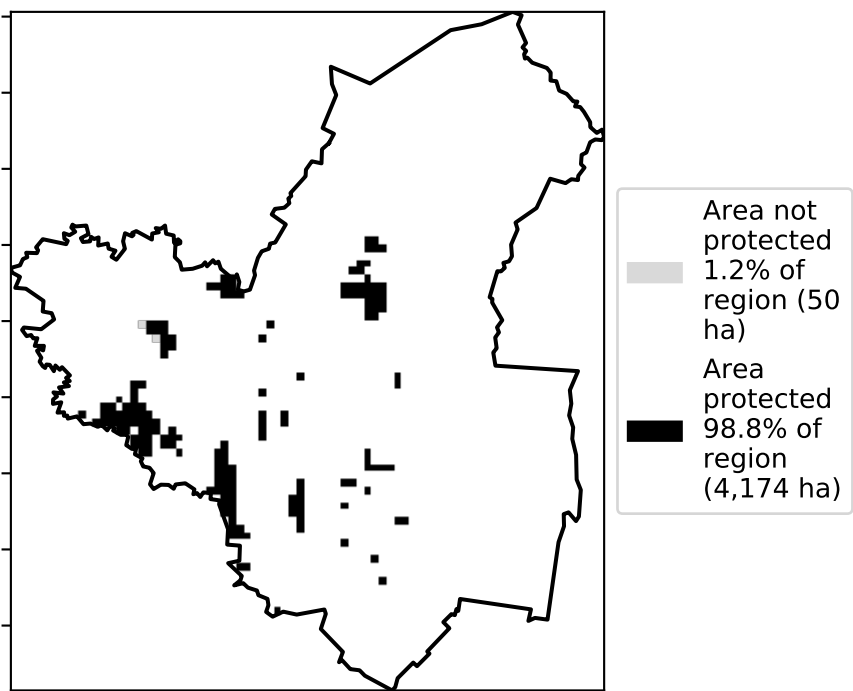 Area not
protected
1.2% of
region (50
ha)
Area
protected
98.8% of
region
(4,174 ha)